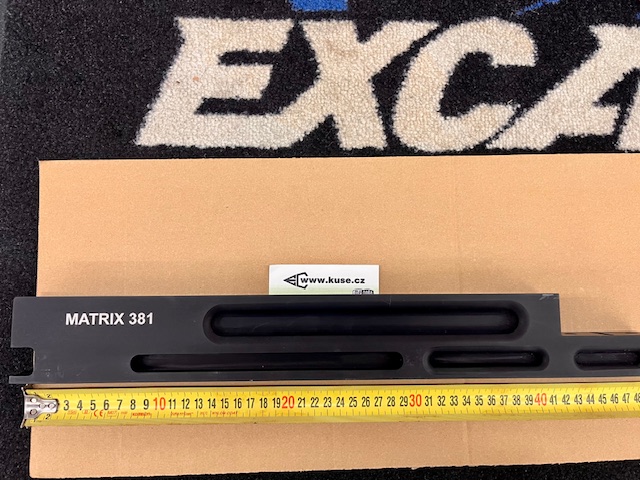 EXCA
www.kuse.cz
MATRIX 381
3 4 5 6 7 8 9 10 11 12 13 14 15 16 17 18 19 20 21 22 23 24 25 26 27 28 29 30 31 32 33 34 35 36 37 38 39 40 41 42 43 44 45 46 47 48